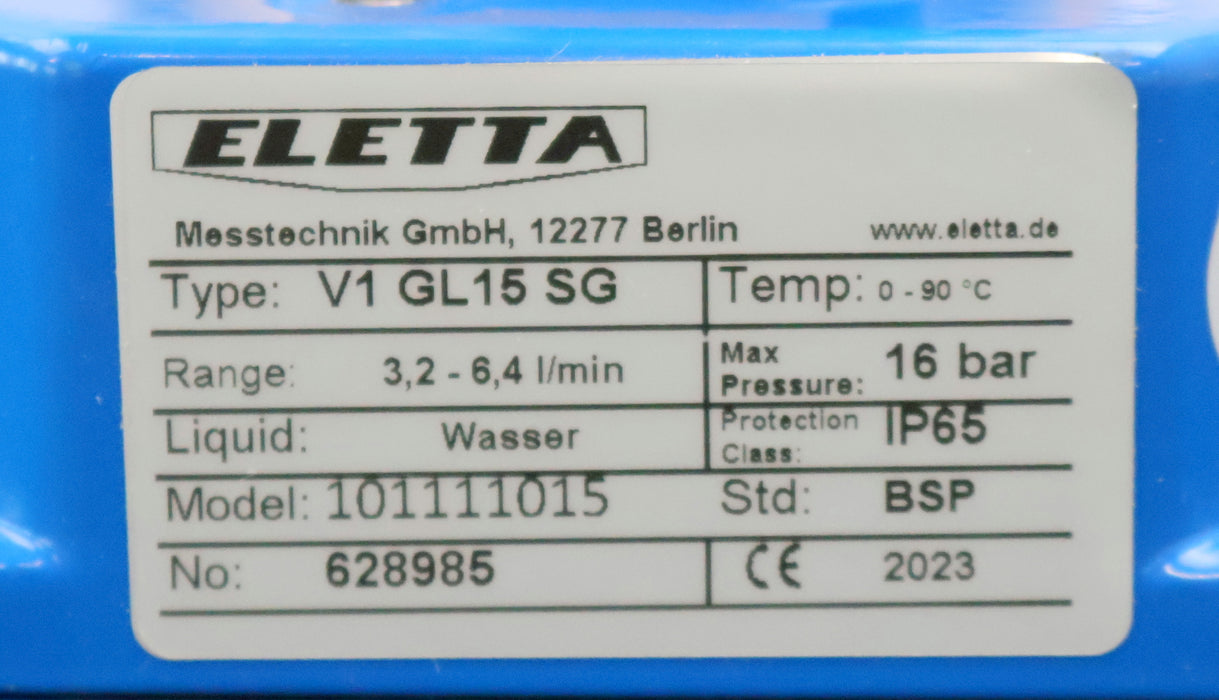 ELETTA
Messtechnik GmbH, 12277 Berlin www.eletta.de
Type: V1 GL15 SG Temp: 0 - 90 °C
Range: 3,2 - 6,4 l/min Max Pressure: 16 bar
Liquid: Wasser Protection Class: IP65
Model: 101111015 Std: BSP
No: 628985 CE 2023